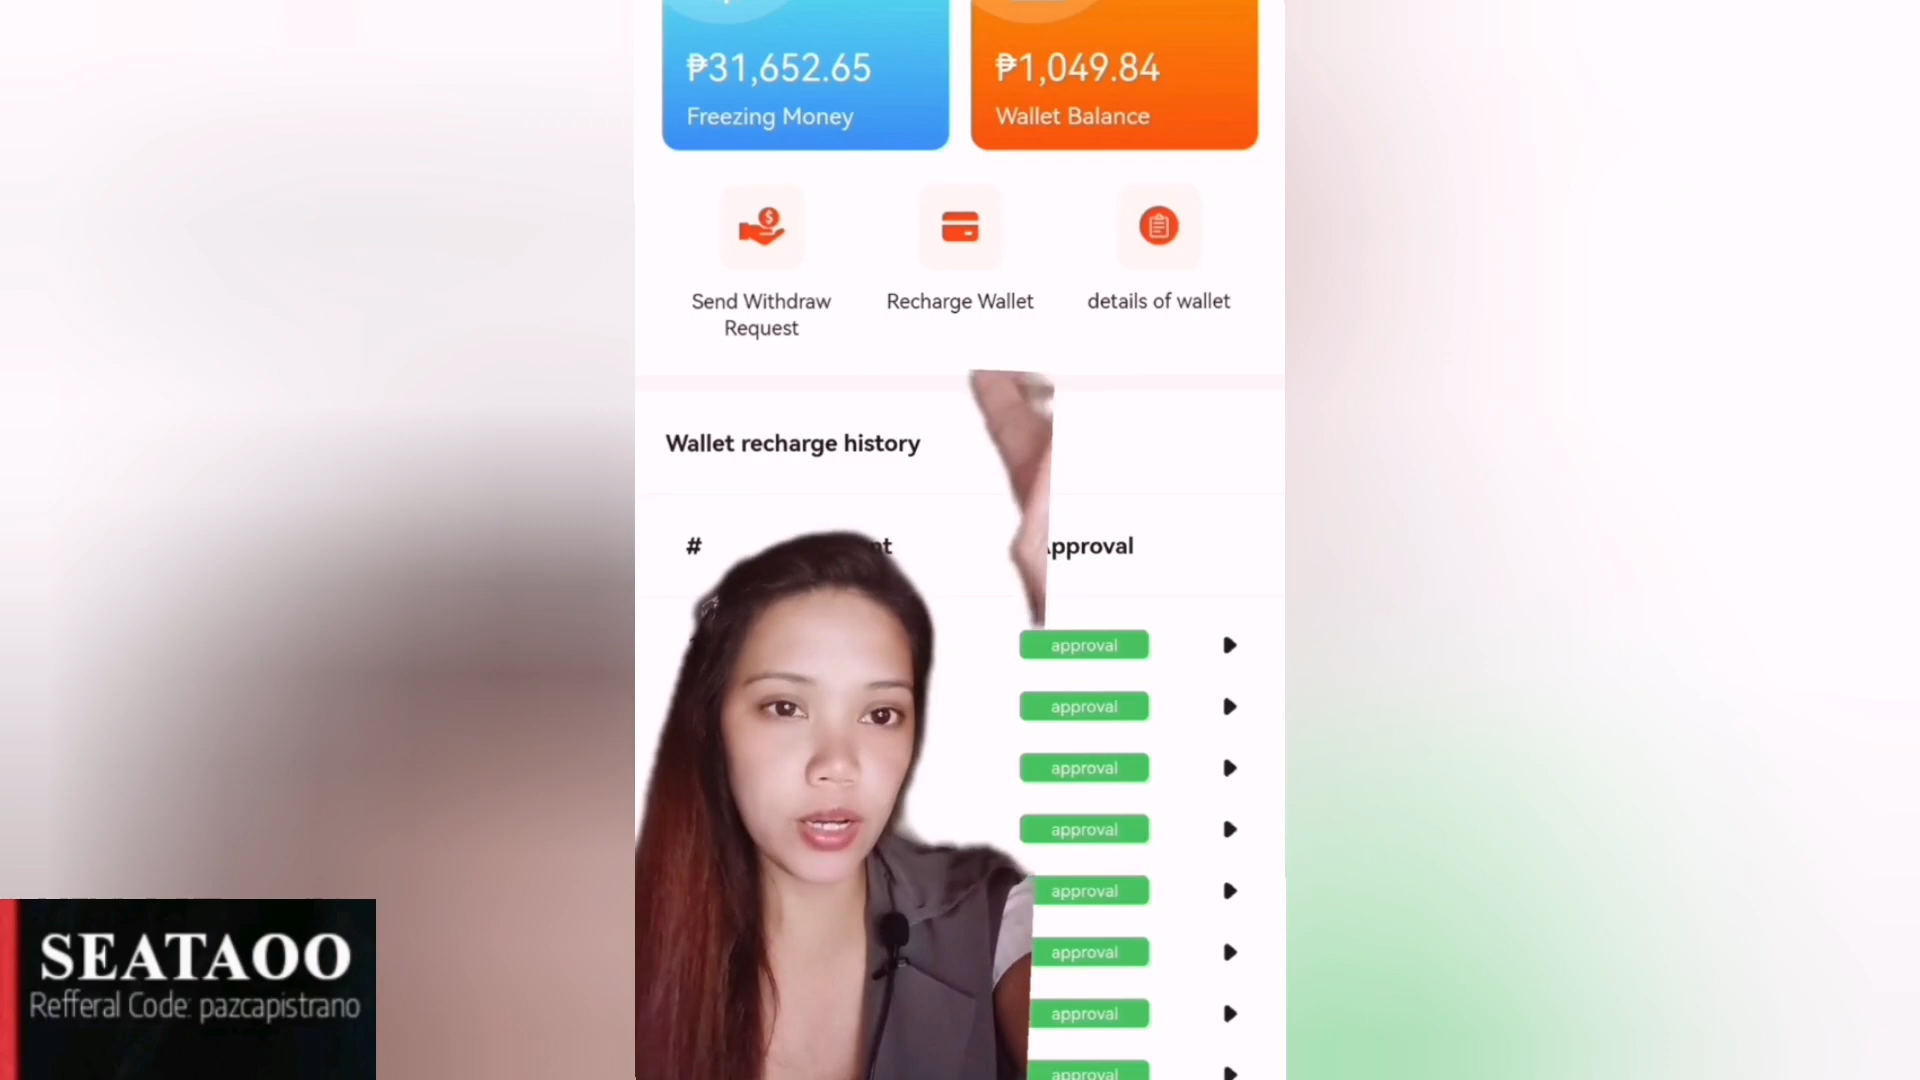 ₱31,652.65
Freezing Money
₱1,049.84
Wallet Balance
Send Withdraw
Request
Recharge Wallet
details of wallet
Wallet recharge history
#
approval
approval
approval
approval
approval
approval
approval
approval
SEATAOO
Refferal Code: pazcapistrano